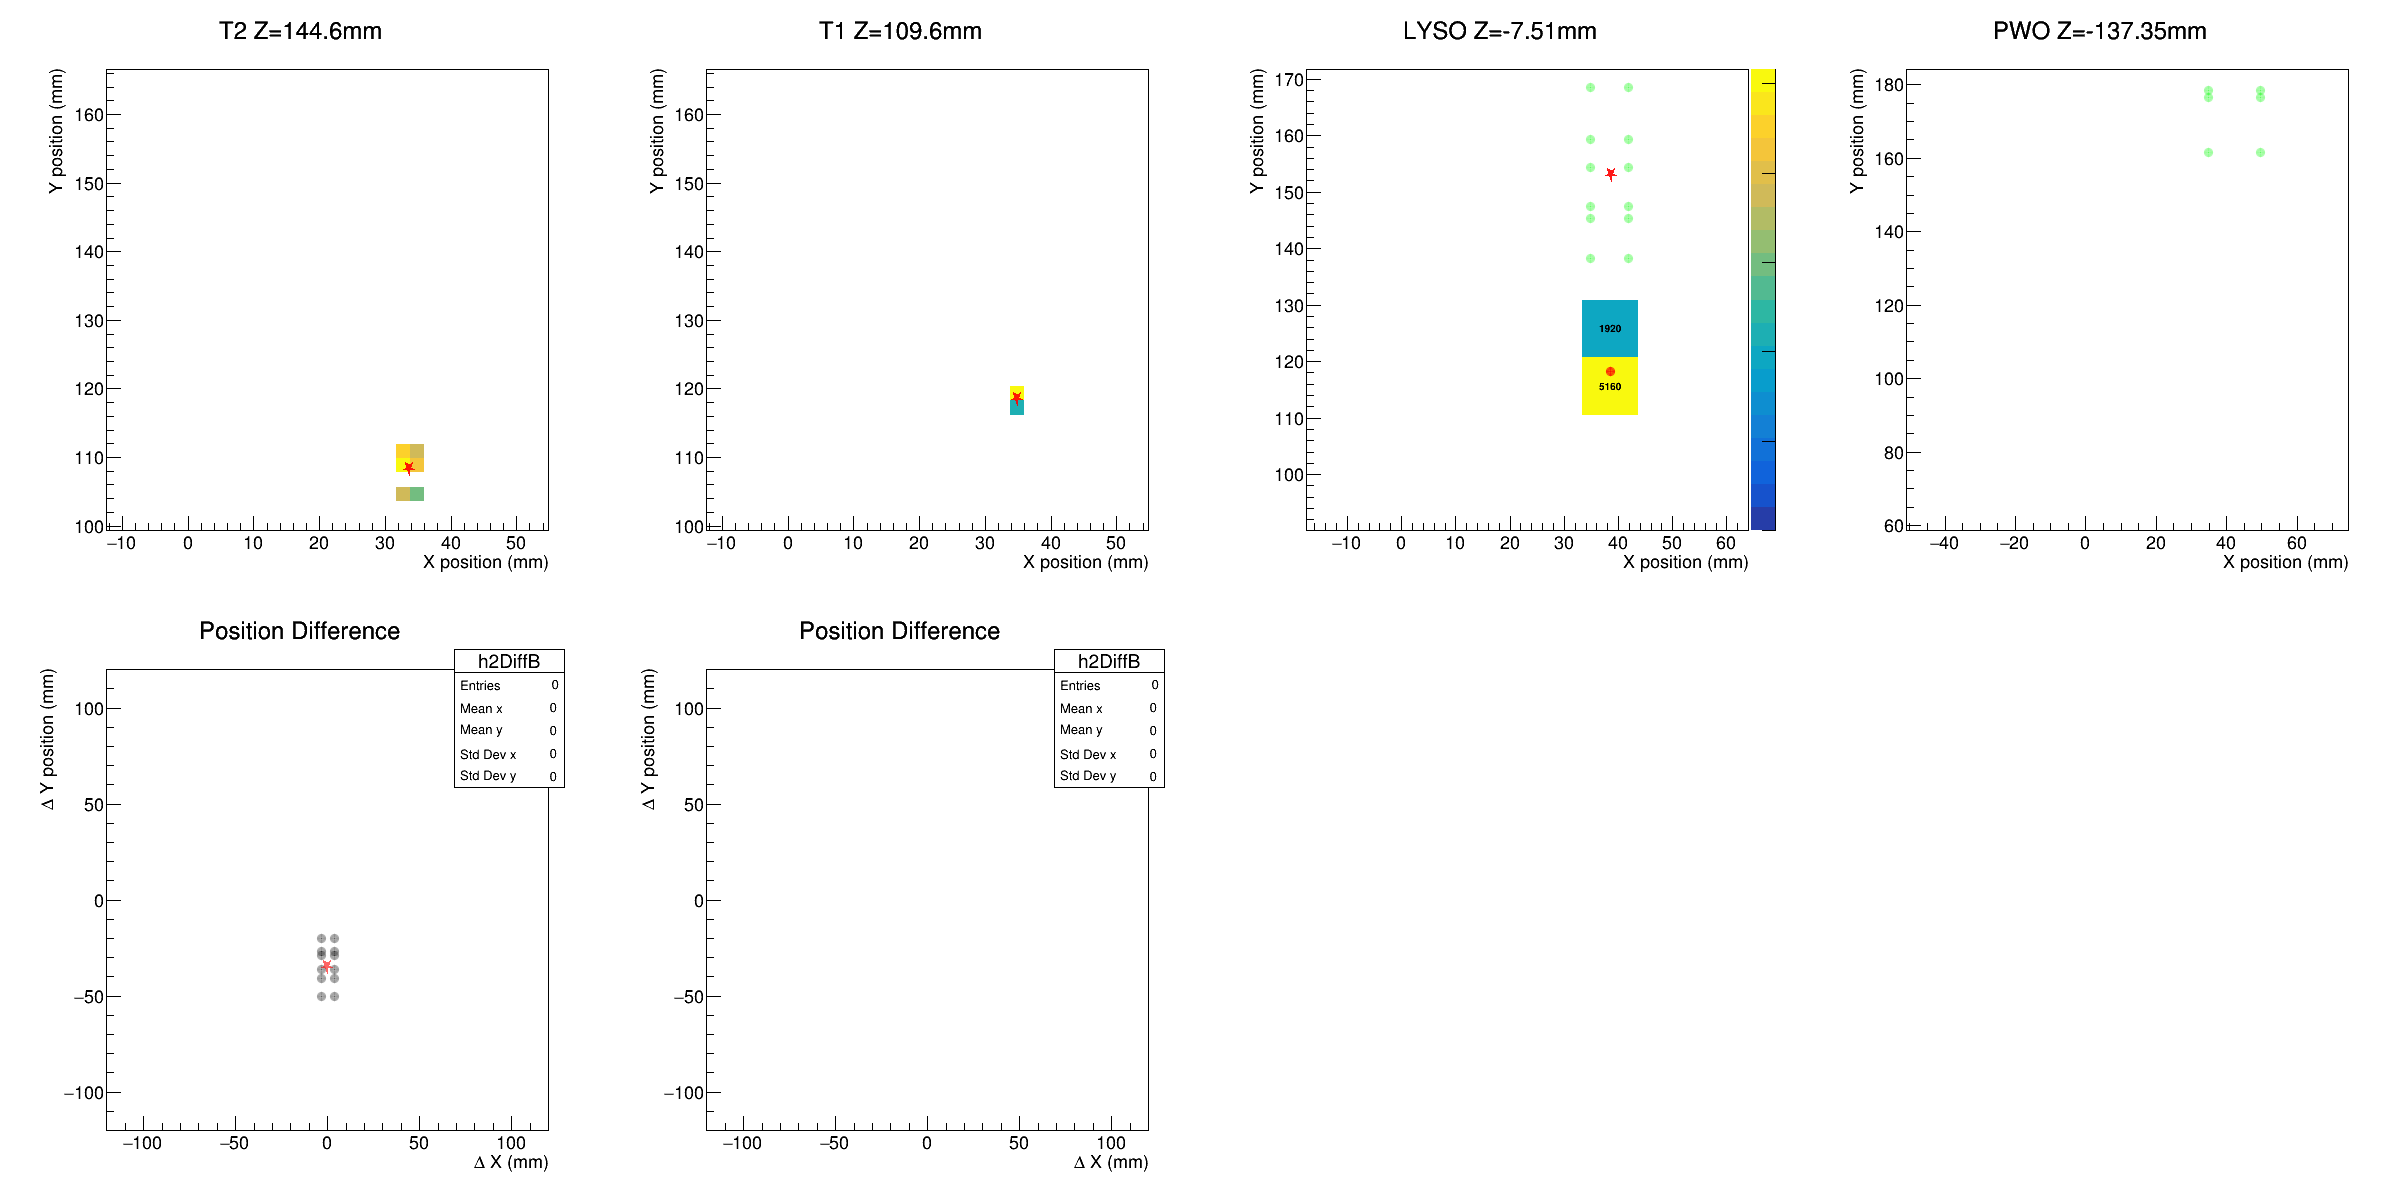 T2 Z=144.6mm
Y position (mm)
160
150
140
130
120
110
100
−10 0 10 20 30 40 50
X position (mm)
T1 Z=109.6mm
Y position (mm)
160
150
140
130
120
110
100
−10 0 10 20 30 40 50
X position (mm)
LYSO Z=-7.51mm
Y position (mm)
170
160
150
140
130
120
110
100
1920
5160
−10 0 10 20 30 40 50 60
X position (mm)
PWO Z=-137.35mm
Y position (mm)
180
160
140
120
100
80
60
−40 −20 0 20 40 60
X position (mm)
Position Difference
h2DiffB
Entries 0
Mean x 0
Mean y 0
Std Dev x 0
Std Dev y 0
Δ Y position (mm)
100
50
0
−50
−100
−100 −50 0 50 100
Δ X (mm)
Position Difference
h2DiffB
Entries 0
Mean x 0
Mean y 0
Std Dev x 0
Std Dev y 0
Δ Y position (mm)
100
50
0
−50
−100
−100 −50 0 50 100
Δ X (mm)